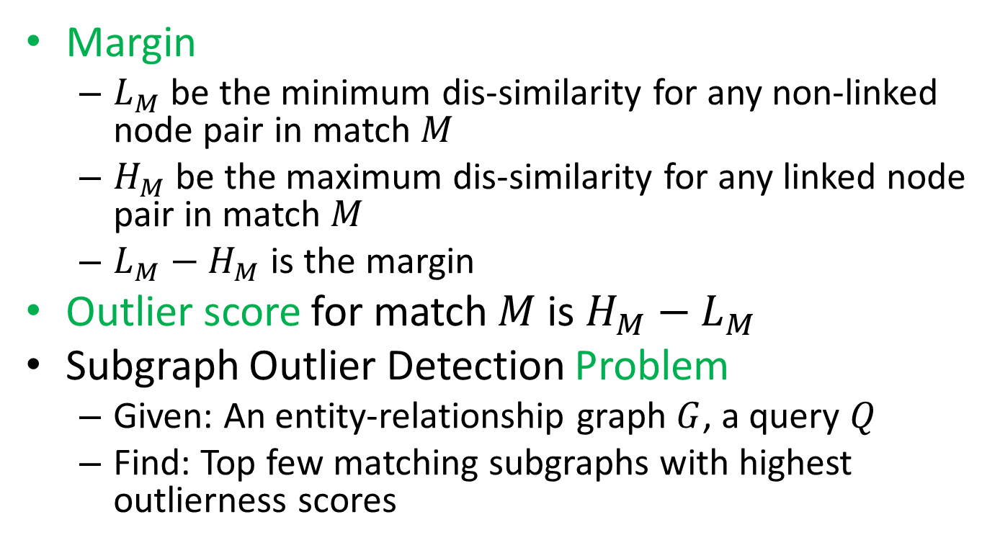 • Margin
– L_M be the minimum dis-similarity for any non-linked
node pair in match M
– H_M be the maximum dis-similarity for any linked node
pair in match M
– L_M − H_M is the margin
• Outlier score for match M is H_M − L_M
• Subgraph Outlier Detection Problem
– Given: An entity-relationship graph G, a query Q
– Find: Top few matching subgraphs with highest
outlierness scores